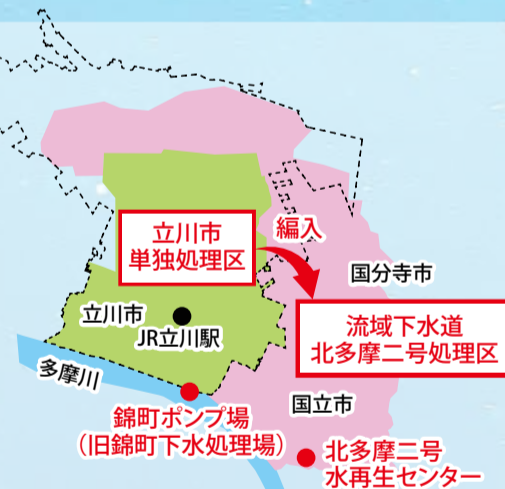 立川市
単独処理区
編入
国分寺市
流域下水道
北多摩二号処理区
立川市
JR立川駅
多摩川
錦町ポンプ場
（旧錦町下水処理場）
国立市
北多摩二号
水再生センター